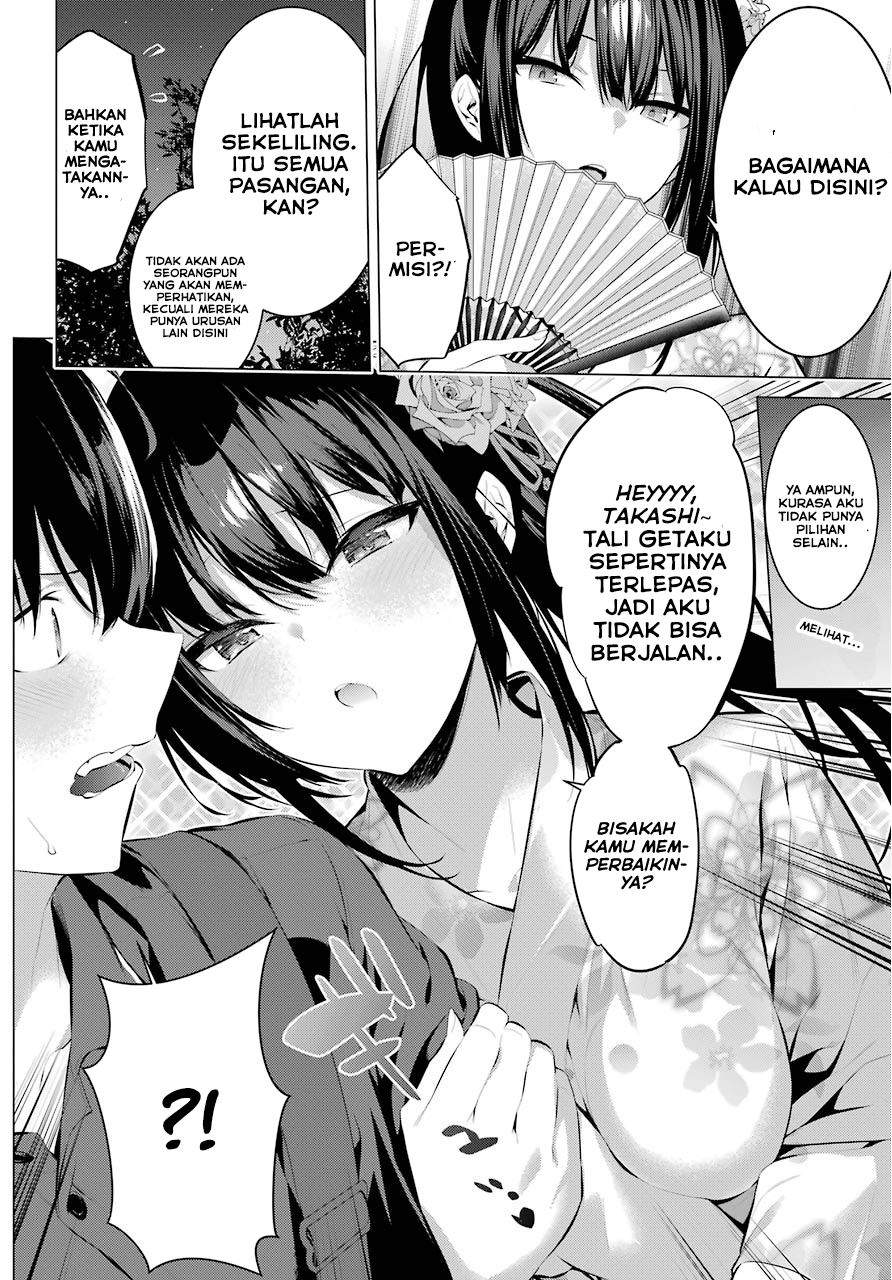 BAGAIMANA
KALAU DISINI?
PER-
MISI?!
LIHATLAH
SEKELILING.
ITU SEMUA
PASANGAN,
KAN?
TIDAK AKAN ADA
SEORANGPUN
YANG AKAN MEM-
PERHATIKAN,
KECUALI MEREKA
PUNYA URUSAN
LAIN DISINI
BAHKAN
KETIKA
KAMU
MENGA-
TAKANN-
YA..
YA AMPUN,
KURASA AKU
TIDAK PUNYA
PILIHAN
SELAIN..
MELIHAT...
HEYYYY,
TAKASHI~
TALI GETAKU
SEPERTINYA
TERLEPAS,
JADI AKU
TIDAK BISA
BERJALAN..
BISAKAH
KAMU MEM-
PERBAIKIN-
YA?
?!